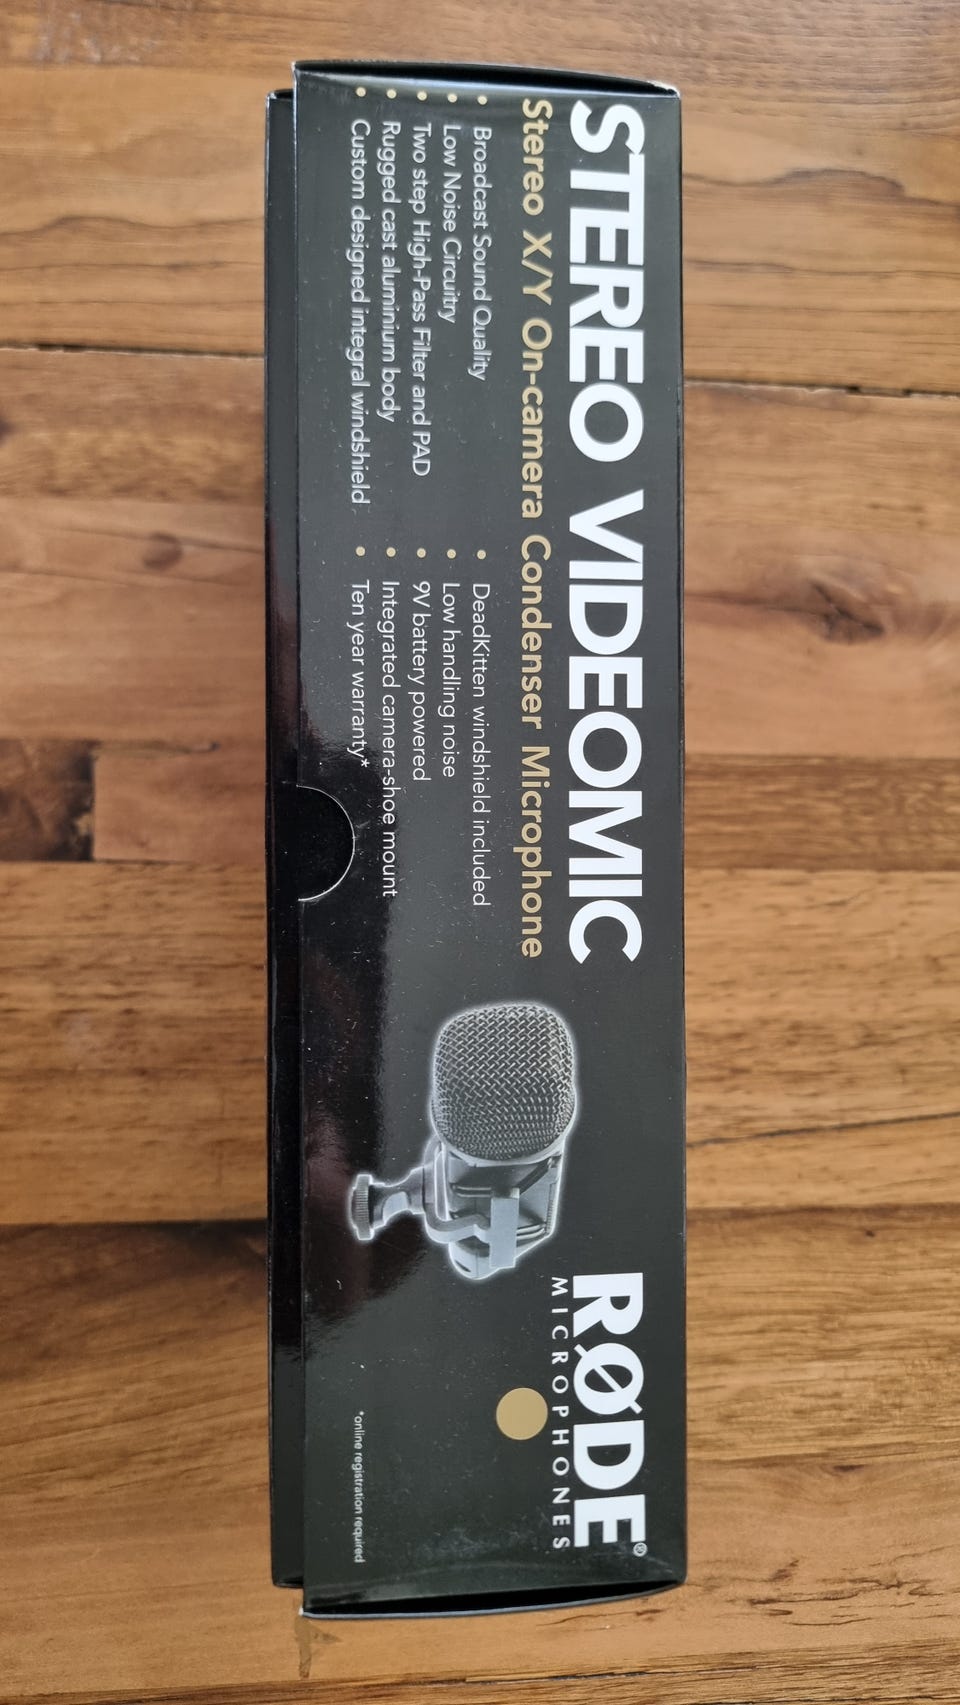 STEREO VIDEOMIC
Stereo X/Y On-camera Condenser Microphone
• Broadcast Sound Quality
• Low Noise Circuitry
• Two step High-Pass Filter and PAD
• Rugged cast aluminium body
• Custom designed integral windshield
• DeadKitten windshield included
• Low handling noise
• 9V battery powered
• Integrated camera-shoe mount
• Ten year warranty*
RØDE®
MICROPHONES
*online registration required